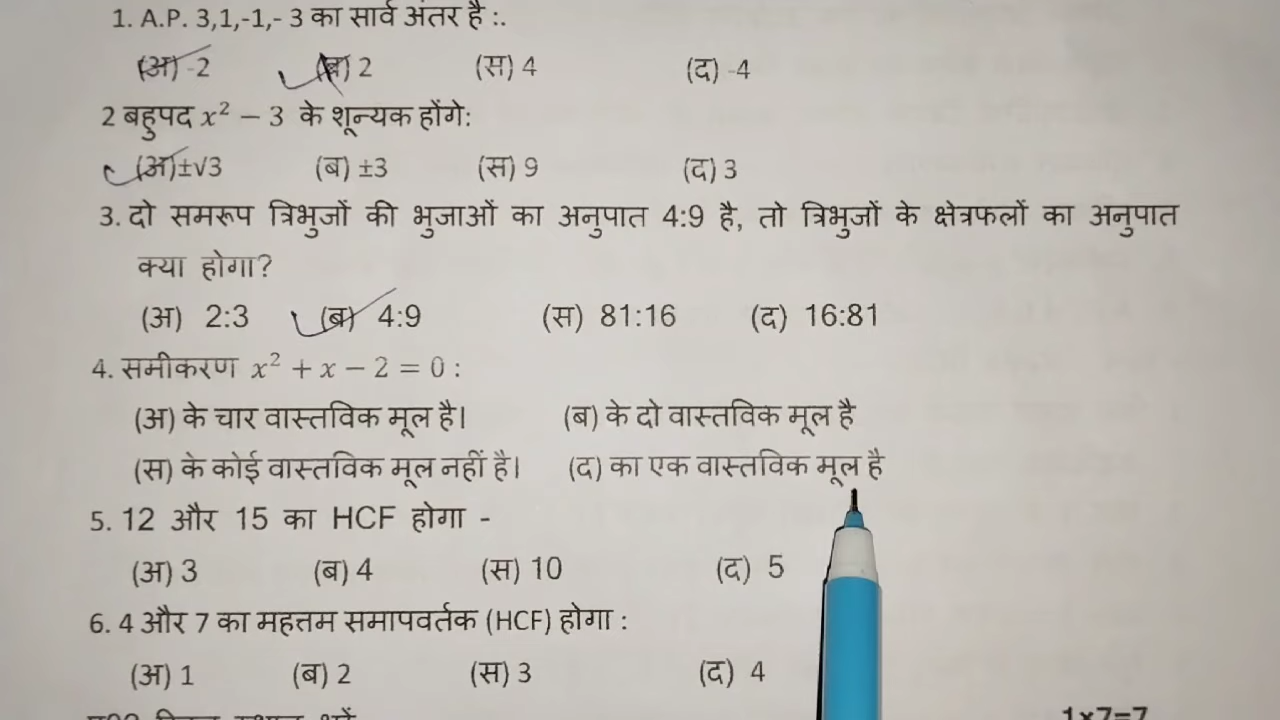 1. A.P. 3,1,-1,- 3 का सार्व अंतर है :.
(अ) -2 (ब) 2 (स) 4 (द) -4
2 बहुपद x² − 3 के शून्यक होंगे:
(अ)±√3 (ब) ±3 (स) 9 (द) 3
3. दो समरूप त्रिभुजों की भुजाओं का अनुपात 4:9 है, तो त्रिभुजों के क्षेत्रफलों का अनुपात
क्या होगा?
(अ) 2:3 (ब) 4:9 (स) 81:16 (द) 16:81
4. समीकरण x² + x − 2 = 0 :
(अ) के चार वास्तविक मूल है। (ब) के दो वास्तविक मूल है
(स) के कोई वास्तविक मूल नहीं है। (द) का एक वास्तविक मूल है
5. 12 और 15 का HCF होगा -
(अ) 3 (ब) 4 (स) 10 (द) 5
6. 4 और 7 का महत्तम समापवर्तक (HCF) होगा :
(अ) 1 (ब) 2 (स) 3 (द) 4
1×7=7